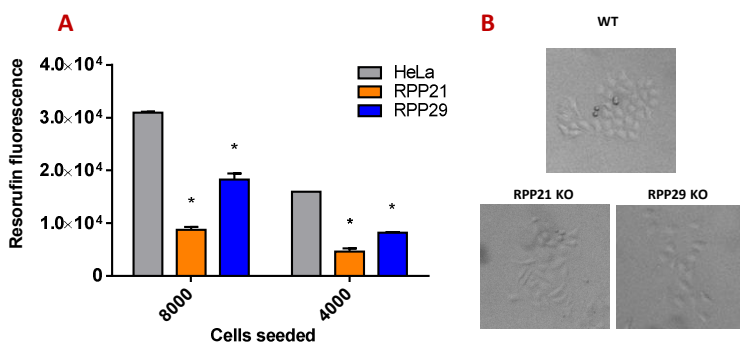 A
Resorufin fluorescence
4.0×10⁴
3.0×10⁴
2.0×10⁴
1.0×10⁴
0
HeLa
RPP21
RPP29
*
*
*
*
8000
4000
Cells seeded
B
WT
RPP21 KO
RPP29 KO